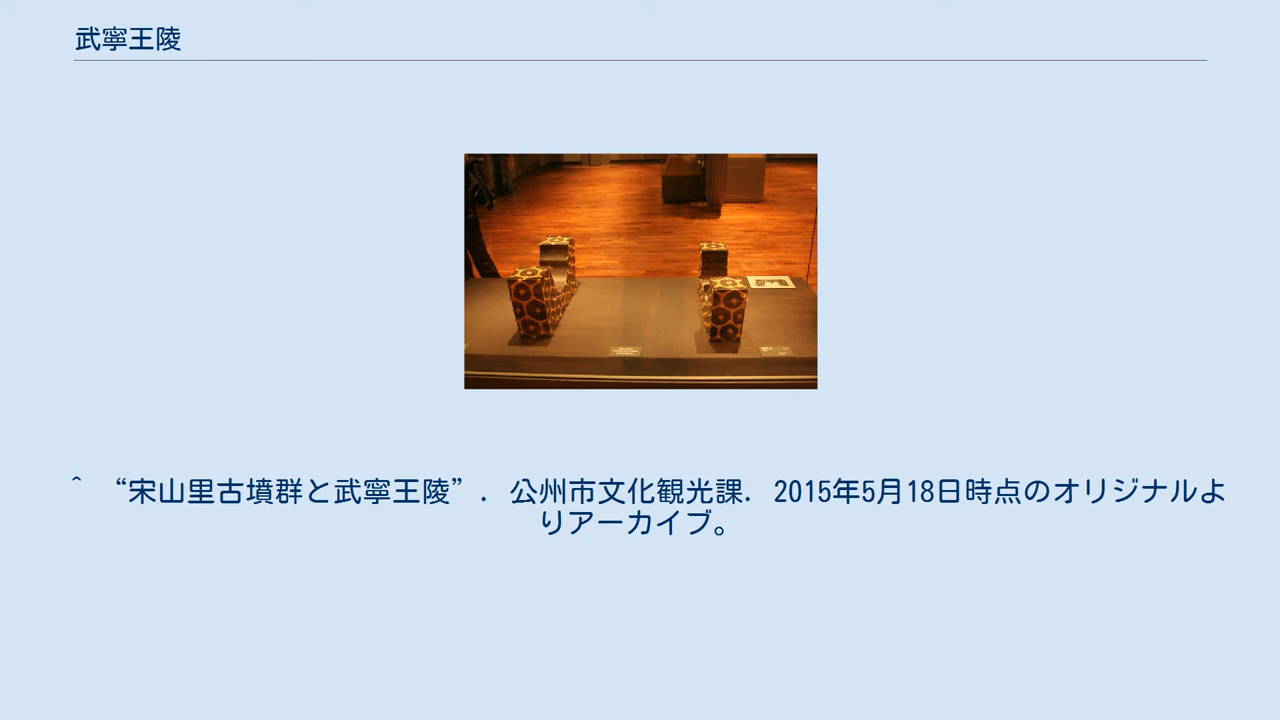 武寧王陵
^ “宋山里古墳群と武寧王陵”. 公州市文化観光課. 2015年5月18日時点のオリジナルよ
りアーカイブ。